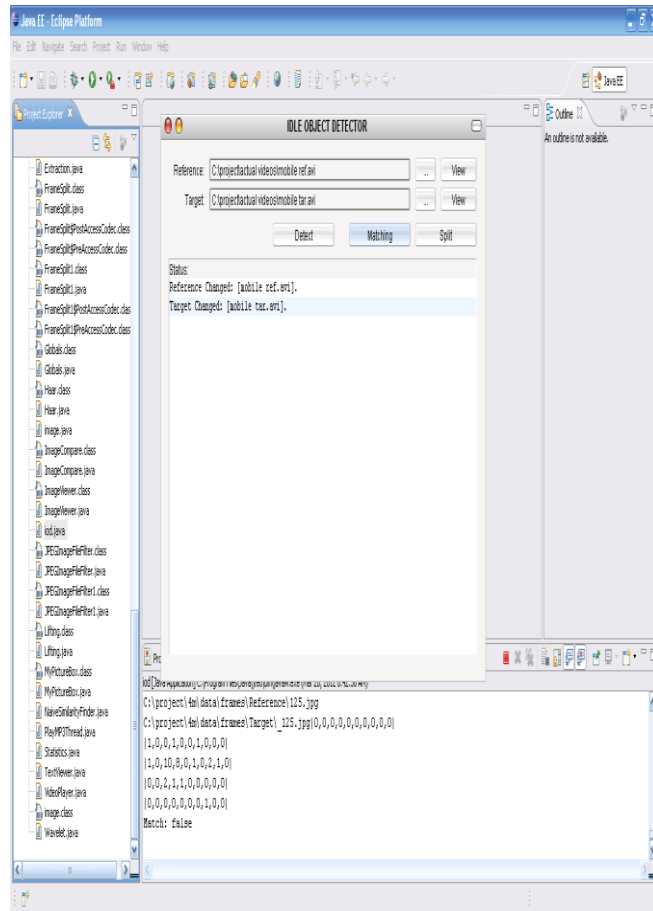 Java EE - Eclipse Platform
File Edit Navigate Search Project Run Window Help
Java EE
Project Explorer
Extraction.java
FrameSplit.class
FrameSplit.java
FrameSplit$PostAccessCodec.class
FrameSplit$PreAccessCodec.class
FrameSplit1.class
FrameSplit1.java
FrameSplit1$PostAccessCodec.clas
FrameSplit1$PreAccessCodec.class
Globals.class
Globals.java
Haar.class
Haar.java
image.java
ImageCompare.class
ImageCompare.java
ImageViewer.class
ImageViewer.java
iod.java
JPEGImageFileFilter.class
JPEGImageFileFilter.java
JPEGImageFileFilter1.class
JPEGImageFileFilter1.java
Lifting.class
Lifting.java
MyPictureBox.class
MyPictureBox.java
NaiveSimilarityFinder.java
PlayMP3Thread.java
Statistics.java
TextViewer.java
VideoPlayer.java
image.class
Wavelet.java
IDLE OBJECT DETECTOR
Reference: C:\project\actual videos\mobile ref.avi ... View
Target: C:\project\actual videos\mobile tar.avi ... View
Detect Matching Split
Status:
Reference Changed: [mobile ref.avi].
Target Changed: [mobile tar.avi].
Outline
An outline is not available.
Pro
C:\project\4m\data\frames\Reference\125.jpg
C:\project\4m\data\frames\Target\_125.jpg|0,0,0,0,0,0,0,0,0,0|
|1,0,0,1,0,0,1,0,0,0|
|1,0,10,8,0,1,0,2,1,0|
|0,0,2,1,1,0,0,0,0,0|
|0,0,0,0,0,0,0,1,0,0|
Match: false